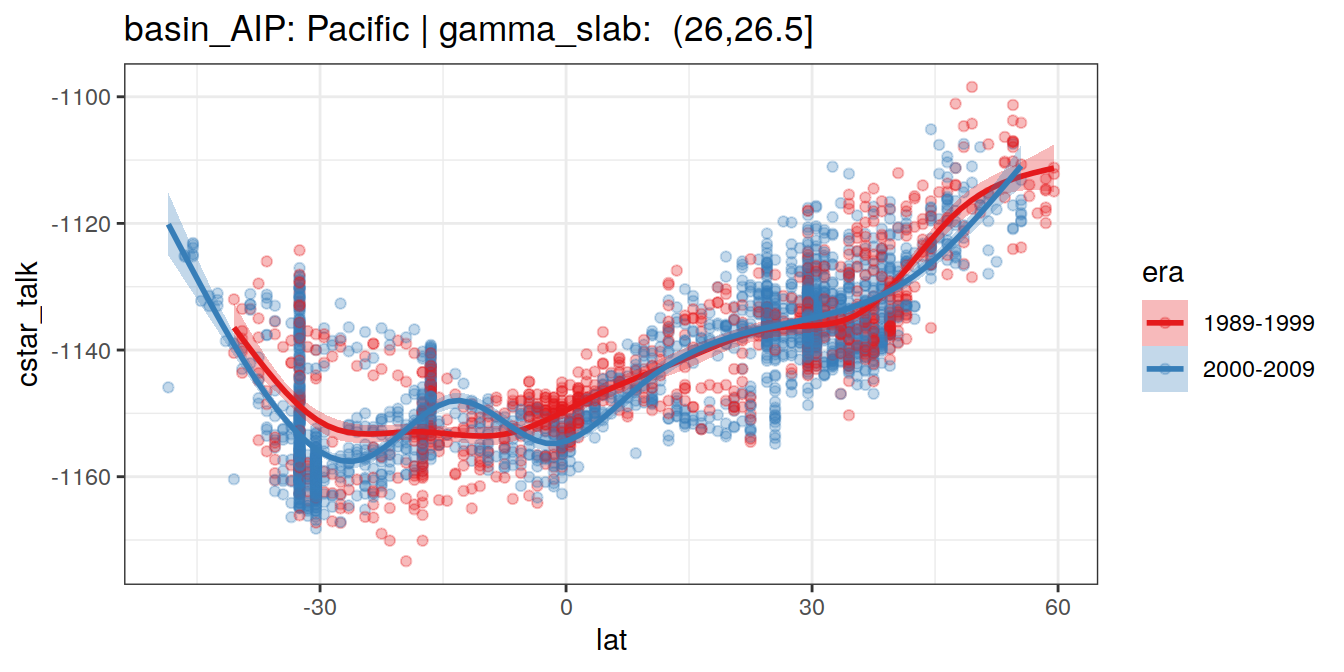 basin_AIP: Pacific | gamma_slab:  (26,26.5]
cstar_talk
-1100
-1120
-1140
-1160
-30
0
30
60
lat
era
1989-1999
2000-2009